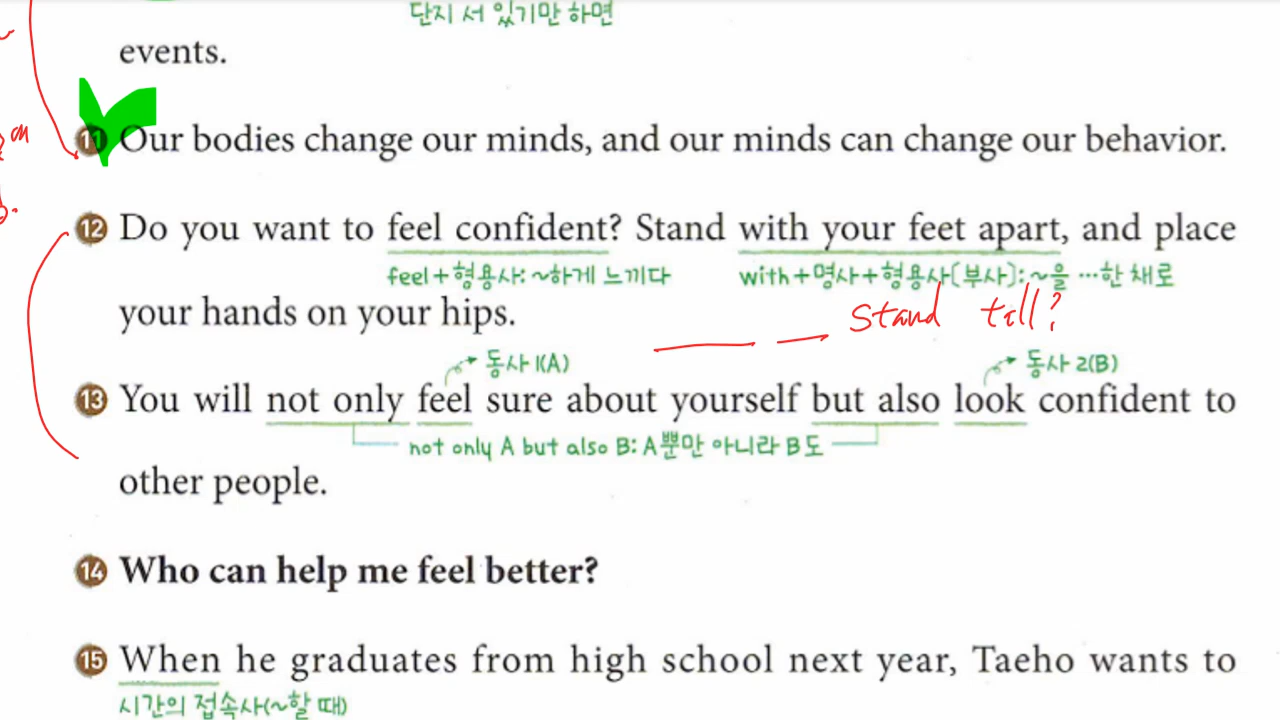 단지 서 있기만 하면
events.
11 Our bodies change our minds, and our minds can change our behavior.
12 Do you want to feel confident? Stand with your feet apart, and place
feel+형용사: ~하게 느끼다 with+명사+형용사[부사]: ~을 …한 채로
your hands on your hips.
Stand tall?
동사 1(A) 동사 2(B)
13 You will not only feel sure about yourself but also look confident to
not only A but also B: A뿐만 아니라 B도
other people.
14 Who can help me feel better?
15 When he graduates from high school next year, Taeho wants to
시간의 접속사(~할 때)